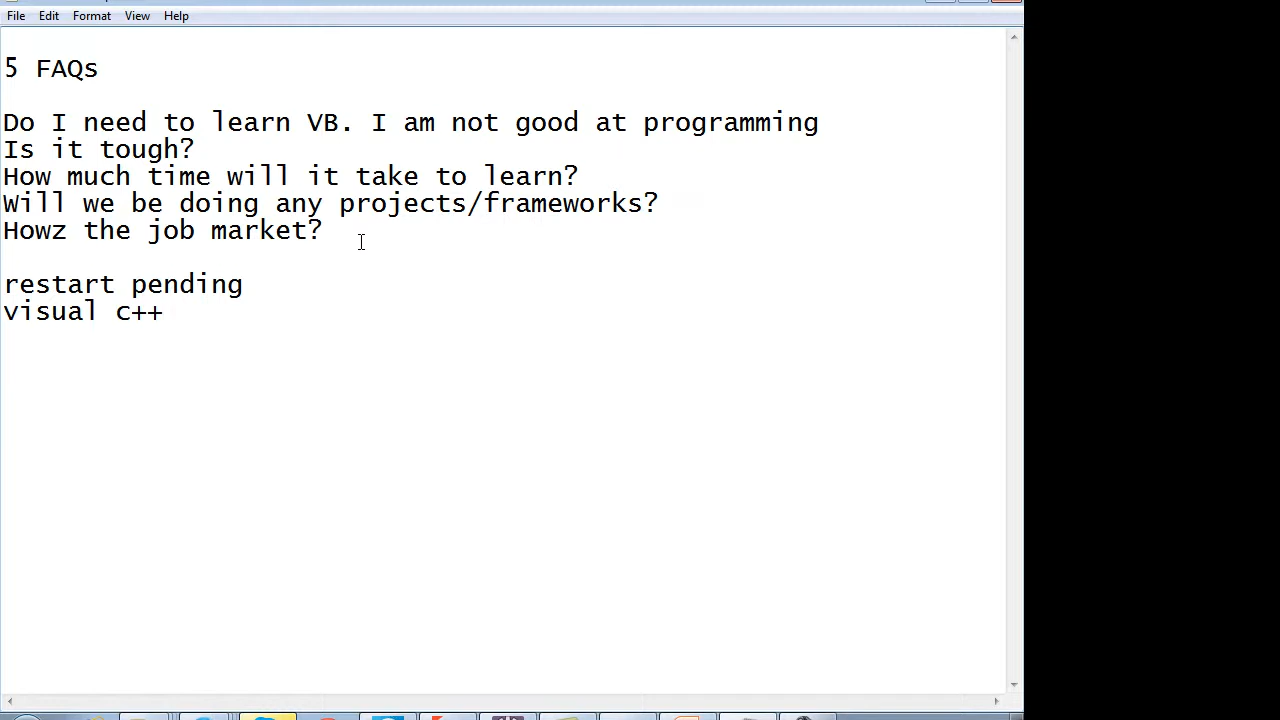 File Edit Format View Help
5 FAQs
Do I need to learn VB. I am not good at programming
Is it tough?
How much time will it take to learn?
Will we be doing any projects/frameworks?
Howz the job market?
restart pending
visual c++